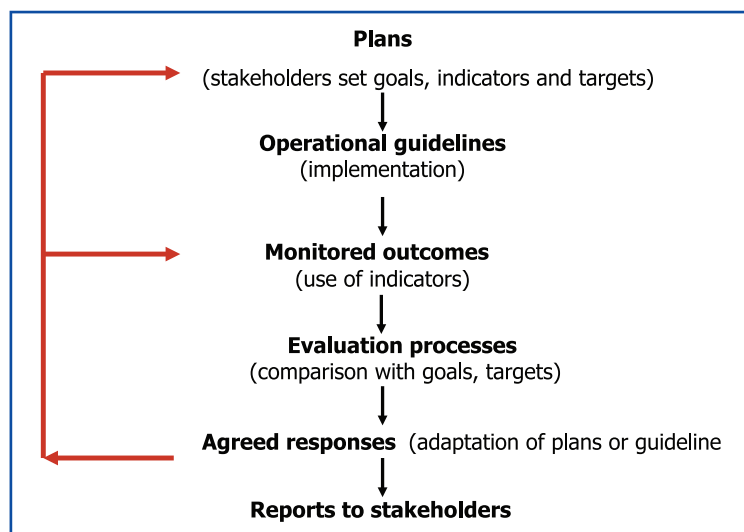 Plans
(stakeholders set goals, indicators and targets)
Operational guidelines
(implementation)
Monitored outcomes
(use of indicators)
Evaluation processes
(comparison with goals, targets)
Agreed responses (adaptation of plans or guideline
Reports to stakeholders